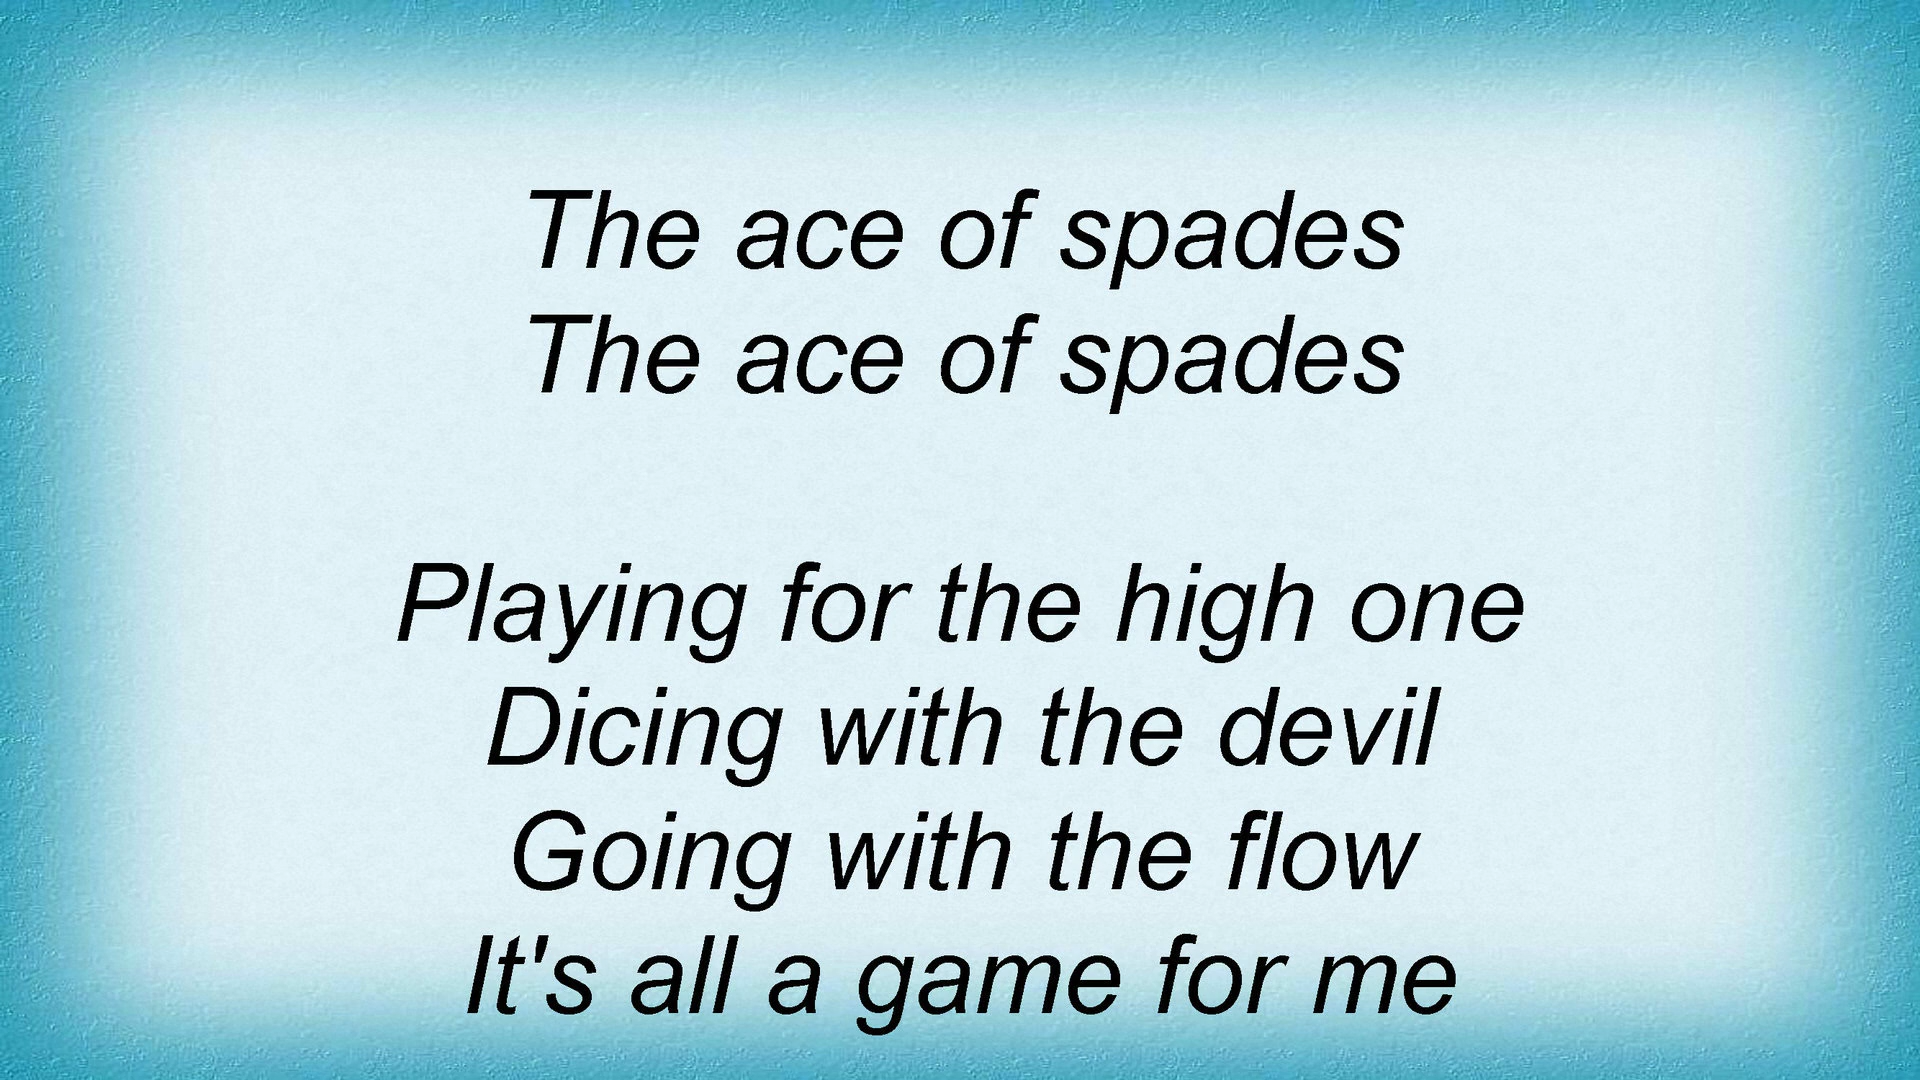 The ace of spades
The ace of spades
Playing for the high one
Dicing with the devil
Going with the flow
It's all a game for me